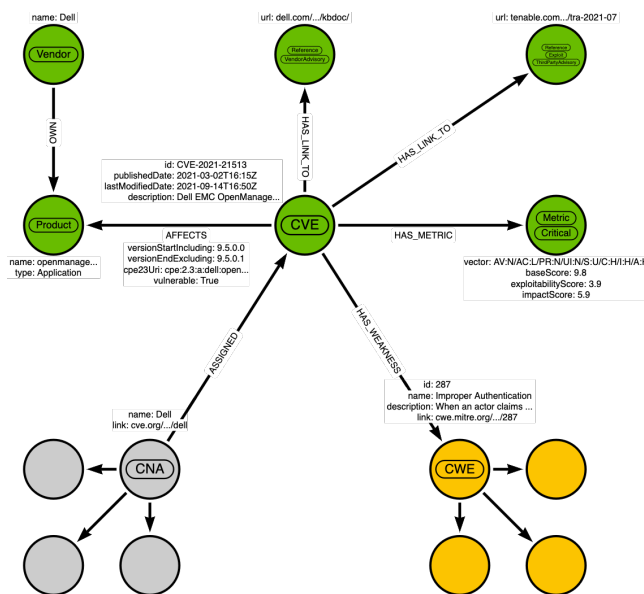 name: Dell
url: dell.com/.../kbdoc/
url: tenable.com.../tra-2021-07
Vendor
Reference
VendorAdvisory
Reference
Exploit
ThirdPartyAdvisory
OWN
HAS_LINK_TO
HAS_LINK_TO
id: CVE-2021-21513
publishedDate: 2021-03-02T16:15Z
lastModifiedDate: 2021-09-14T16:50Z
description: Dell EMC OpenManage...
Product
CVE
Metric
Critical
AFFECTS
HAS_METRIC
versionStartIncluding: 9.5.0.0
versionEndExcluding: 9.5.0.1
cpe23Uri: cpe:2.3:a:dell:open...
vulnerable: True
name: openmanage...
type: Application
vector: AV:N/AC:L/PR:N/UI:N/S:U/C:H/I:H/A:H
baseScore: 9.8
exploitabilityScore: 3.9
impactScore: 5.9
ASSIGNED
HAS_WEAKNESS
id: 287
name: Improper Authentication
description: When an actor claims ...
link: cwe.mitre.org/.../287
name: Dell
link: cve.org/.../dell
CNA
CWE